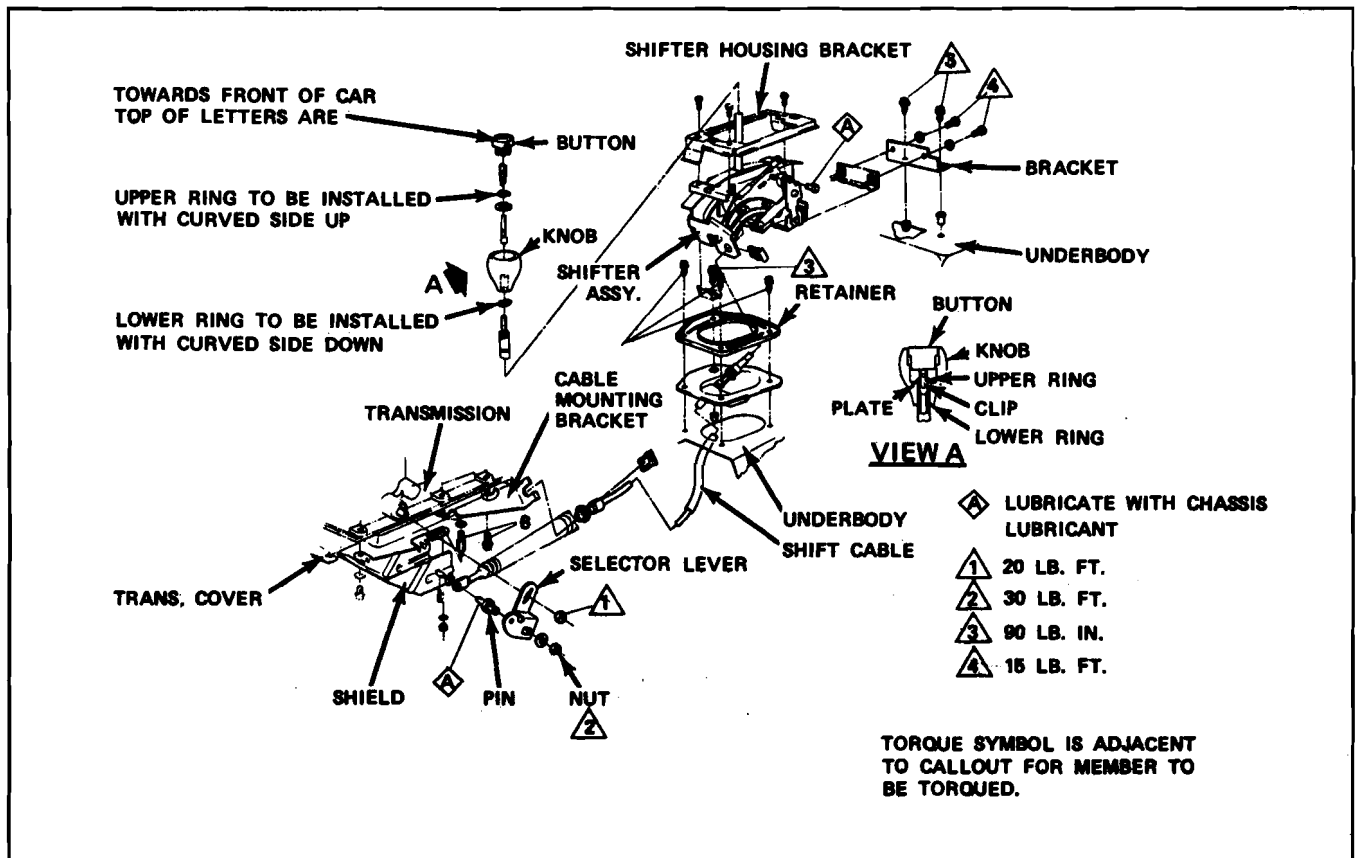 SHIFTER HOUSING BRACKET
3
4
TOWARDS FRONT OF CAR
TOP OF LETTERS ARE
BUTTON
A
BRACKET
UPPER RING TO BE INSTALLED
WITH CURVED SIDE UP
KNOB
A
SHIFTER
ASSY.
3
UNDERBODY
RETAINER
LOWER RING TO BE INSTALLED
WITH CURVED SIDE DOWN
BUTTON
KNOB
UPPER RING
PLATE
CLIP
LOWER RING
VIEW A
CABLE
MOUNTING
BRACKET
TRANSMISSION
A LUBRICATE WITH CHASSIS
LUBRICANT
UNDERBODY
SHIFT CABLE
SELECTOR LEVER
1
1 20 LB. FT.
2 30 LB. FT.
3 90 LB. IN.
4 15 LB. FT.
TRANS. COVER
SHIELD
A
PIN
NUT
2
TORQUE SYMBOL IS ADJACENT
TO CALLOUT FOR MEMBER TO
BE TORQUED.